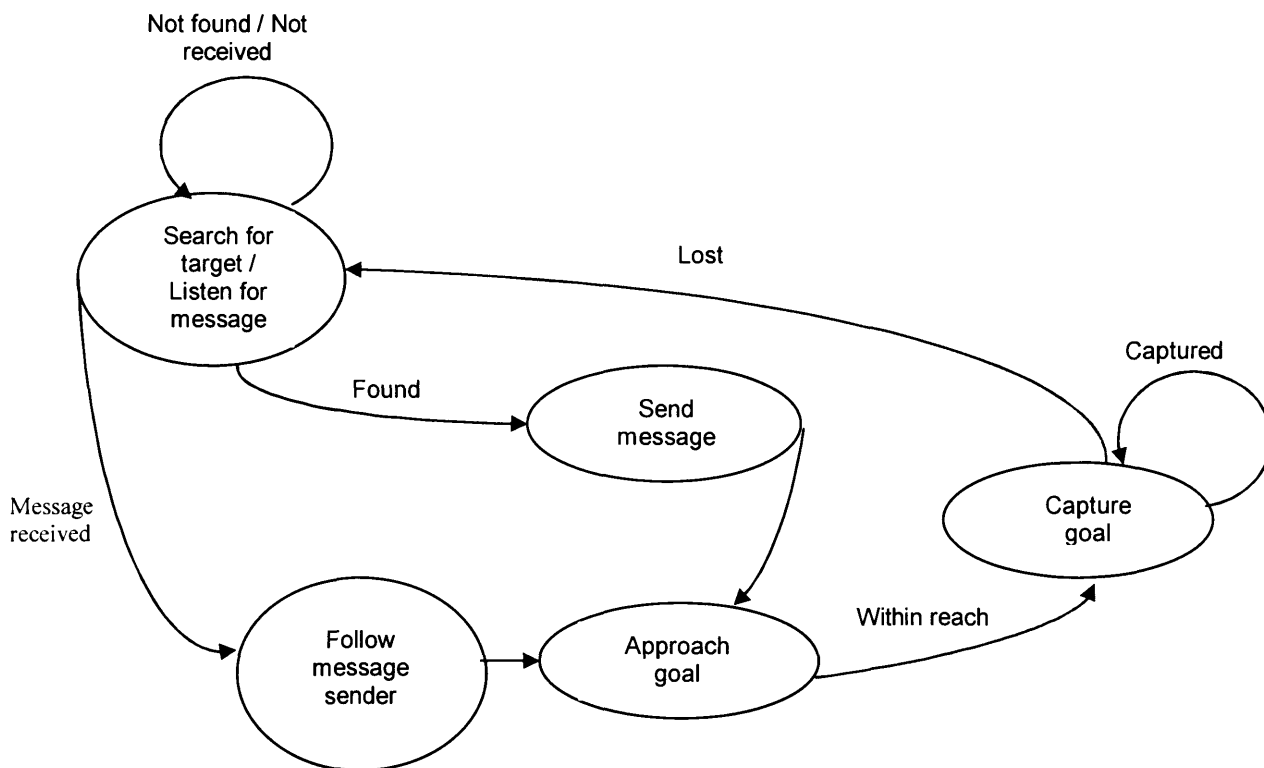 Not found / Not
received
Search for
target /
Listen for
message
Lost
Captured
Found
Send
message
Message
received
Capture
goal
Within reach
Follow
message
sender
Approach
goal